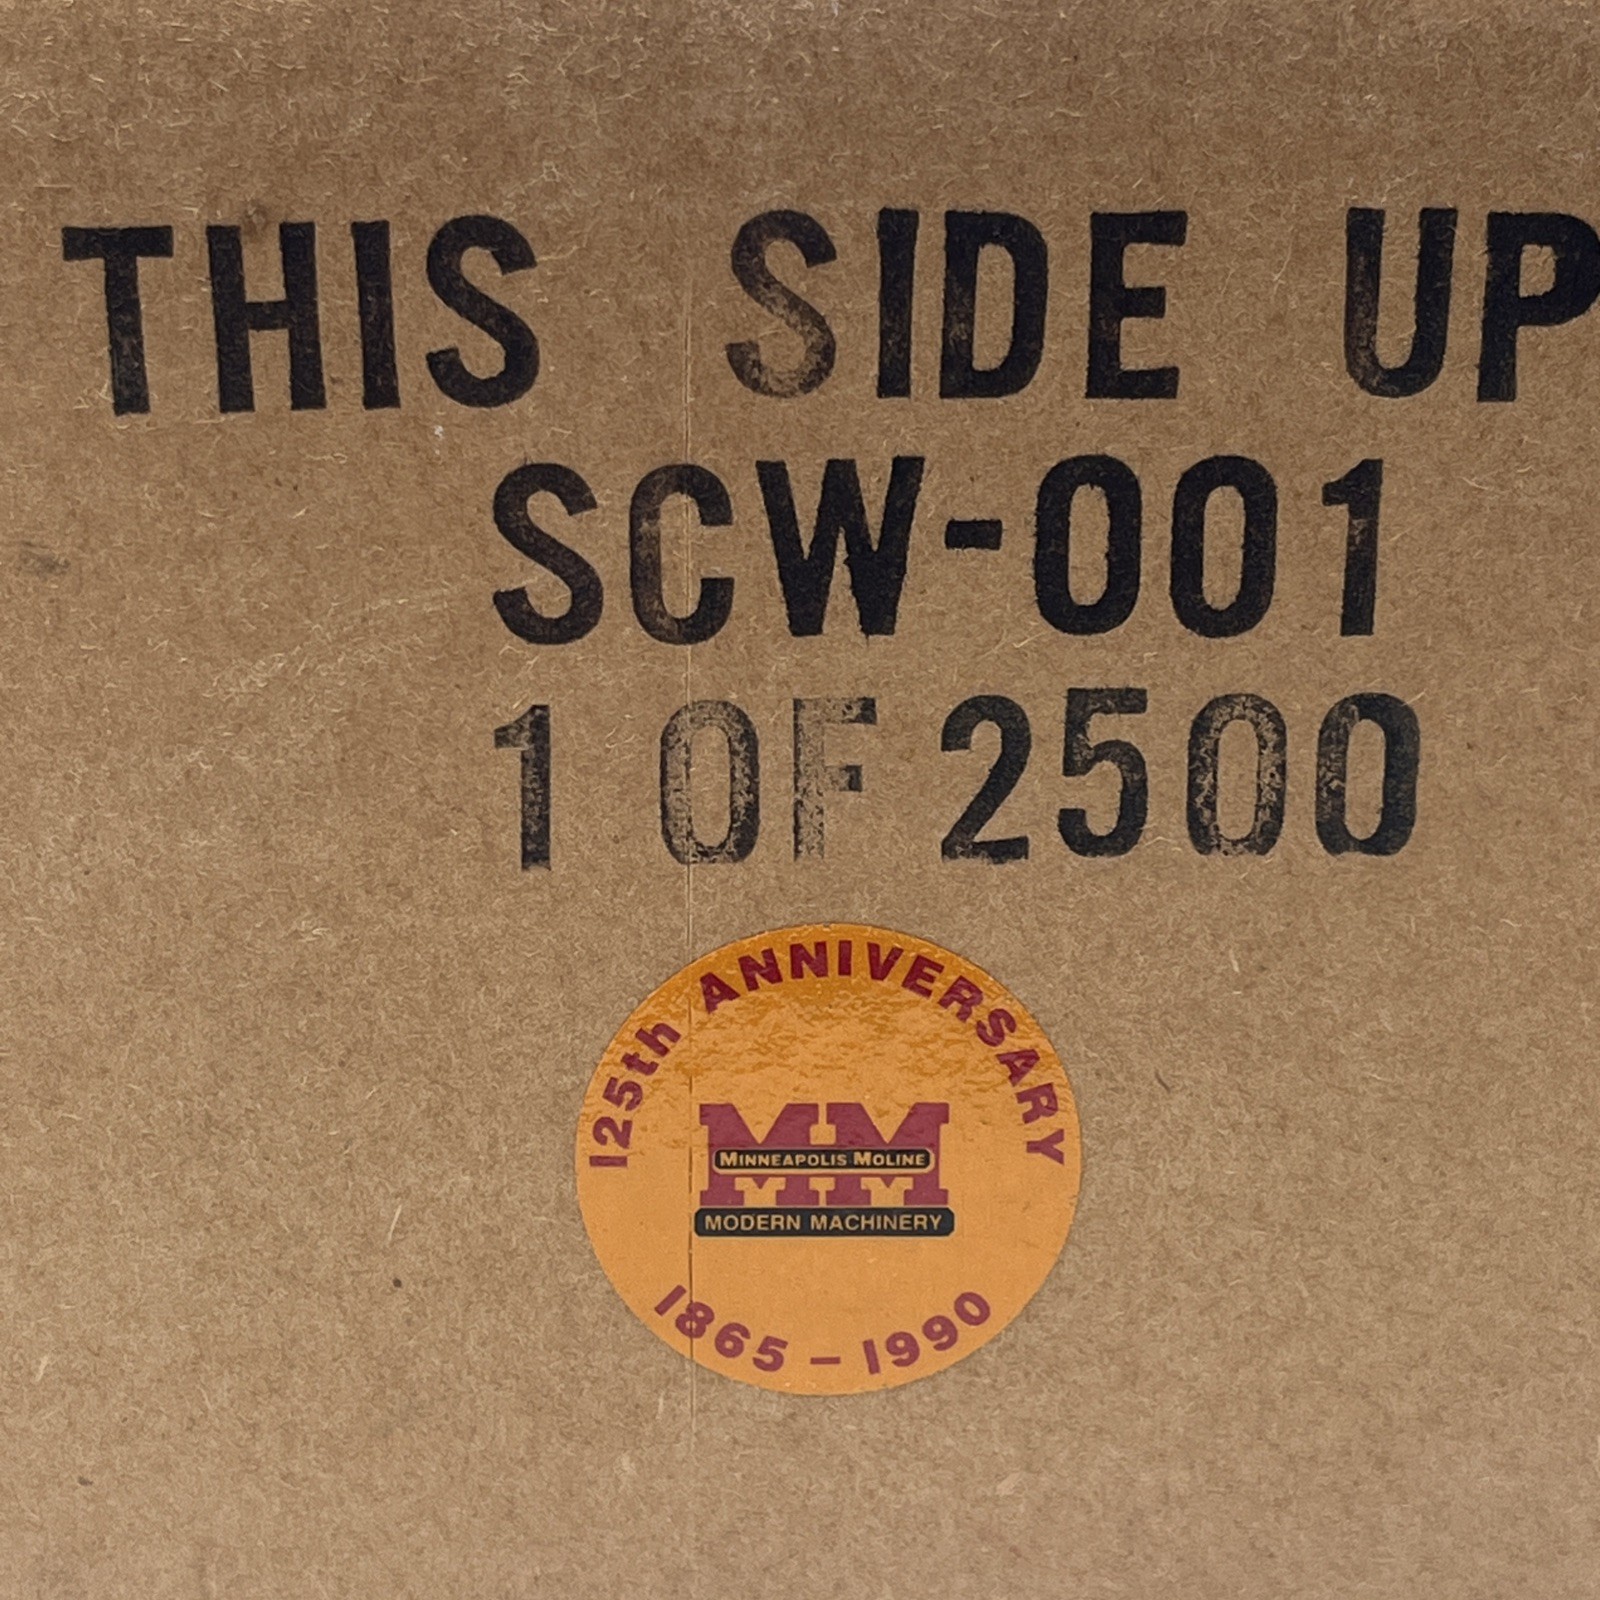 THIS SIDE UP
SCW-001
1 OF 2500
125th ANNIVERSARY
MM
MINNEAPOLIS MOLINE
MODERN MACHINERY
1865 – 1990